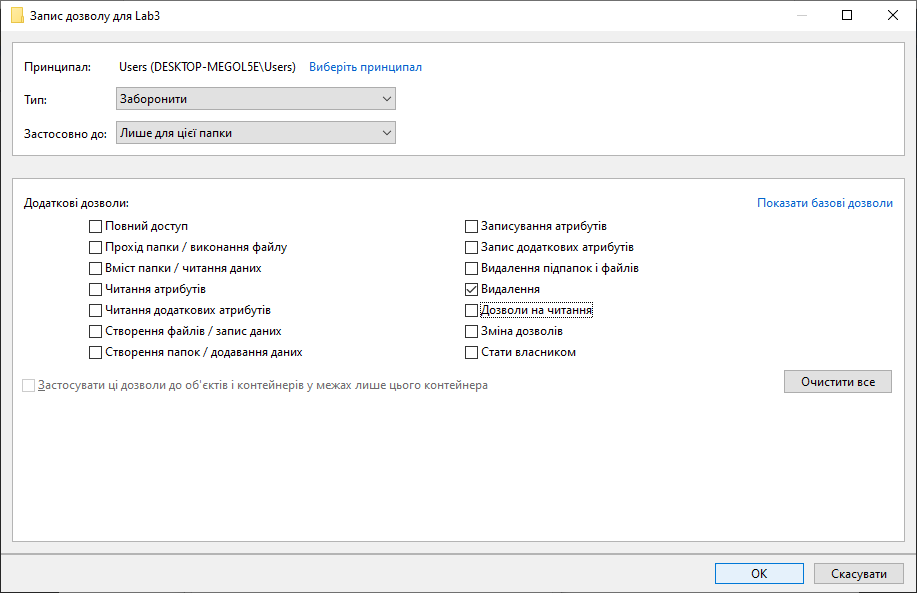 Запис дозволу для Lab3
Принципал: Users (DESKTOP-MEGOL5E\Users) Виберіть принципал
Тип: Заборонити
Застосовно до: Лише для цієї папки
Додаткові дозволи: Показати базові дозволи
Повний доступ Записування атрибутів
Прохід папки / виконання файлу Запис додаткових атрибутів
Вміст папки / читання даних Видалення підпапок і файлів
Читання атрибутів Видалення
Читання додаткових атрибутів Дозволи на читання
Створення файлів / запис даних Зміна дозволів
Створення папок / додавання даних Стати власником
Застосувати ці дозволи до об'єктів і контейнерів у межах лише цього контейнера Очистити все
ОК Скасувати